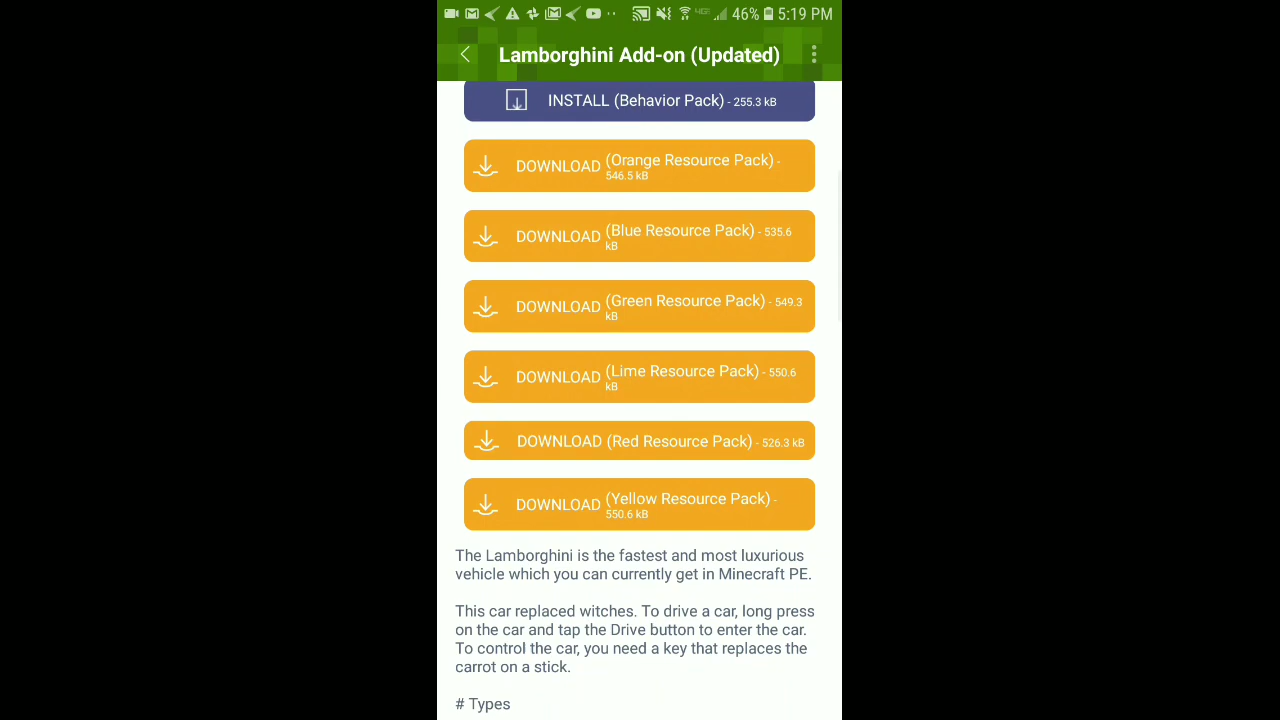 46% 5:19 PM
Lamborghini Add-on (Updated)
INSTALL (Behavior Pack) - 255.3 kB
DOWNLOAD (Orange Resource Pack) -
546.5 kB
DOWNLOAD (Blue Resource Pack) - 535.6
kB
DOWNLOAD (Green Resource Pack) - 549.3
kB
DOWNLOAD (Lime Resource Pack) - 550.6
kB
DOWNLOAD (Red Resource Pack) - 526.3 kB
DOWNLOAD (Yellow Resource Pack) -
550.6 kB
The Lamborghini is the fastest and most luxurious
vehicle which you can currently get in Minecraft PE.
This car replaced witches. To drive a car, long press
on the car and tap the Drive button to enter the car.
To control the car, you need a key that replaces the
carrot on a stick.
# Types